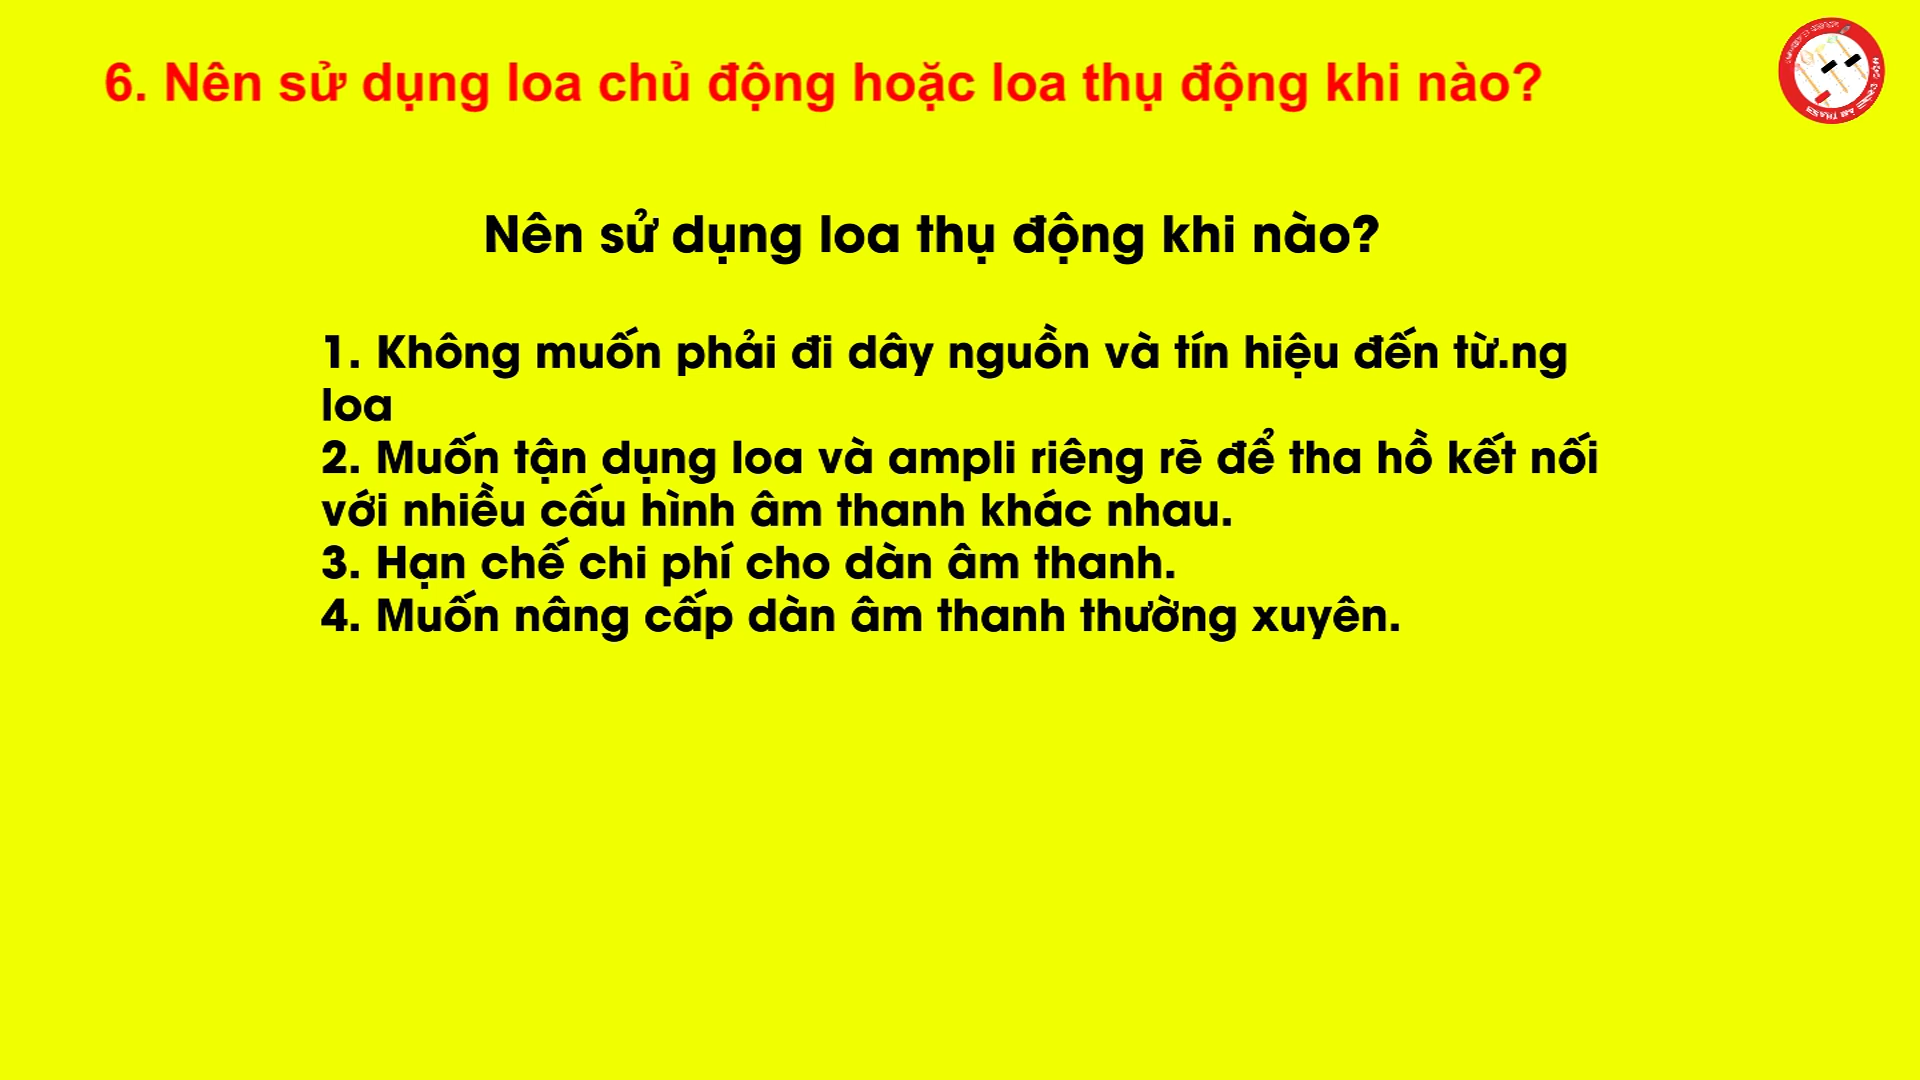 6. Nên sử dụng loa chủ động hoặc loa thụ động khi nào?
Nên sử dụng loa thụ động khi nào?
1. Không muốn phải đi dây nguồn và tín hiệu đến từ.ng
loa
2. Muốn tận dụng loa và ampli riêng rẽ để tha hồ kết nối
với nhiều cấu hình âm thanh khác nhau.
3. Hạn chế chi phí cho dàn âm thanh.
4. Muốn nâng cấp dàn âm thanh thường xuyên.